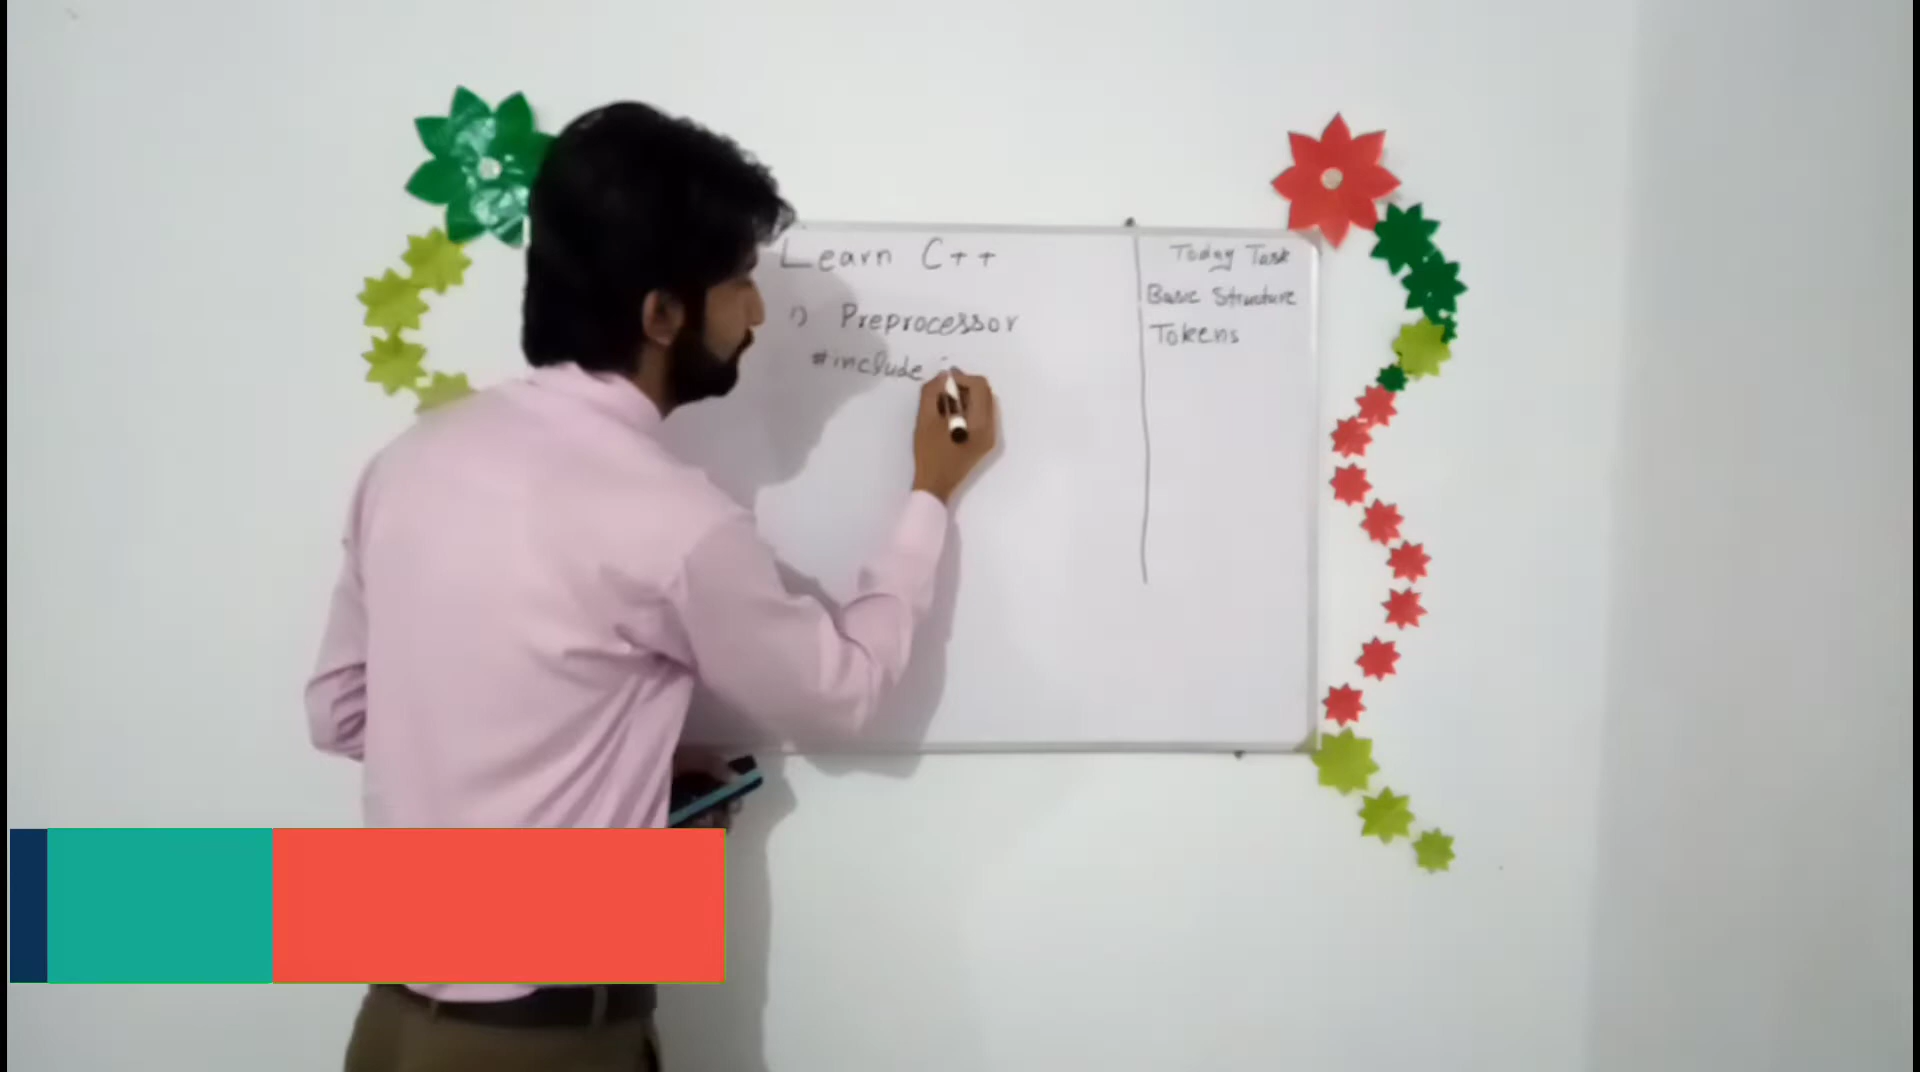 Learn C++
1) Preprocessor
#include
Today Task
Basic Structure
Tokens